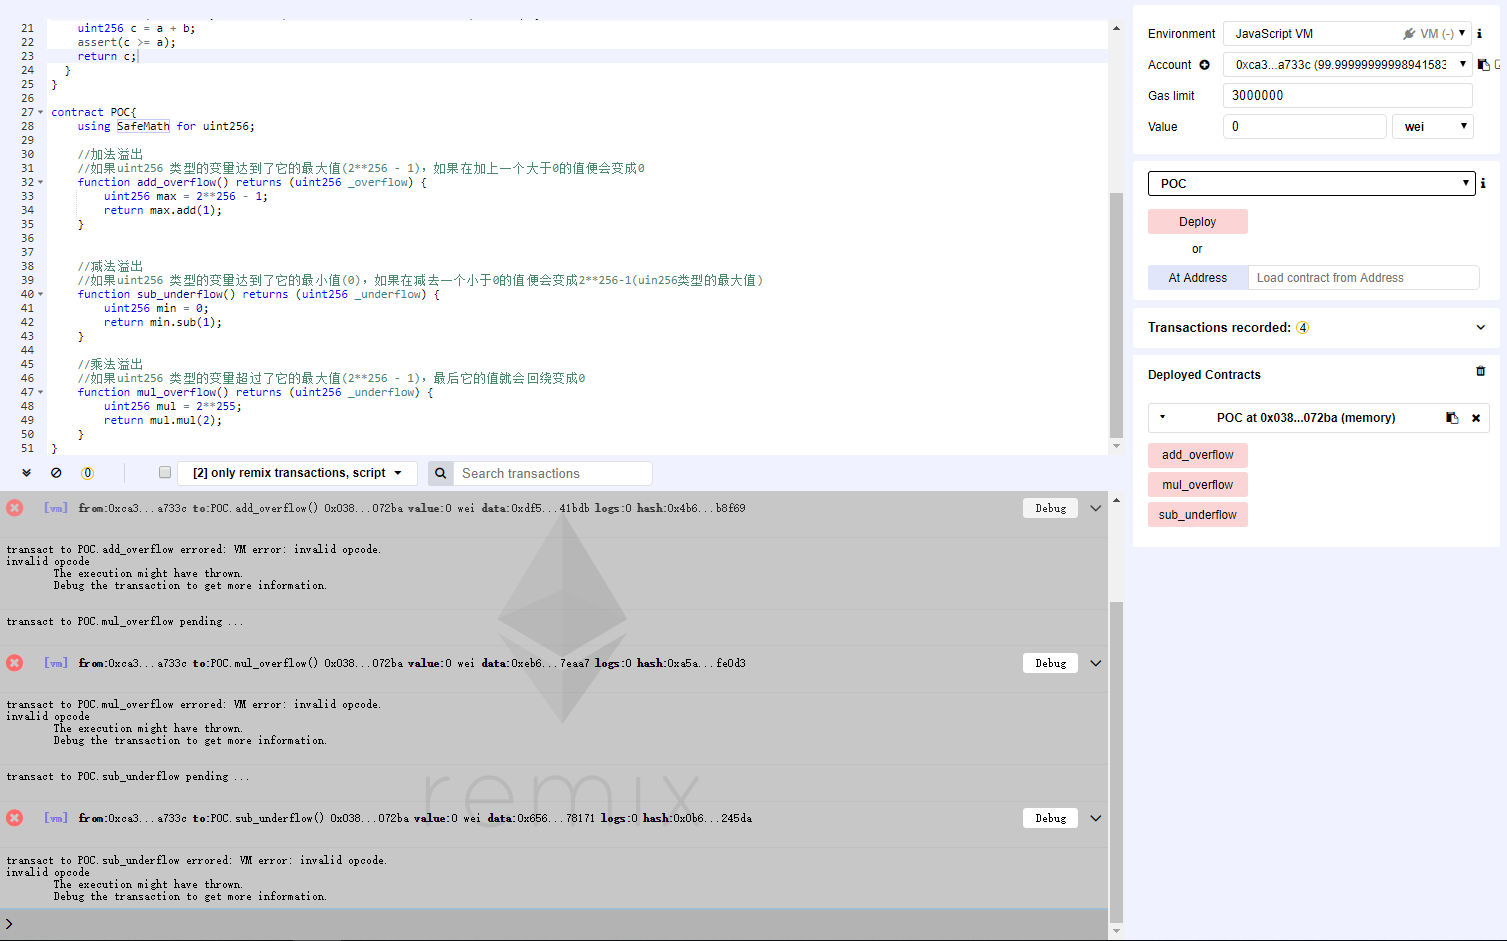 21 uint256 c = a + b;
22 assert(c >= a);
23 return c;
24 }
25 }
26
27 contract POC{
28 using SafeMath for uint256;
29
30 //加法溢出
31 //如果uint256 类型的变量达到了它的最大值(2**256 - 1)，如果在加上一个大于0的值便会变成0
32 function add_overflow() returns (uint256 _overflow) {
33 uint256 max = 2**256 - 1;
34 return max.add(1);
35 }
36
37
38 //减法溢出
39 //如果uint256 类型的变量达到了它的最小值(0)，如果在减去一个小于0的值便会变成2**256-1(uin256类型的最大值)
40 function sub_underflow() returns (uint256 _underflow) {
41 uint256 min = 0;
42 return min.sub(1);
43 }
44
45 //乘法溢出
46 //如果uint256 类型的变量超过了它的最大值(2**256 - 1)，最后它的值就会回绕变成0
47 function mul_overflow() returns (uint256 _underflow) {
48 uint256 mul = 2**255;
49 return mul.mul(2);
50 }
51 }
0 [2] only remix transactions, script Search transactions
[vm] from:0xca3...a733c to:POC.add_overflow() 0x038...072ba value:0 wei data:0xdf5...41bdb logs:0 hash:0x4b6...b8f69 Debug
transact to POC.add_overflow errored: VM error: invalid opcode.
invalid opcode
The execution might have thrown.
Debug the transaction to get more information.
transact to POC.mul_overflow pending ...
[vm] from:0xca3...a733c to:POC.mul_overflow() 0x038...072ba value:0 wei data:0xeb6...7eaa7 logs:0 hash:0xa5a...fe0d3 Debug
transact to POC.mul_overflow errored: VM error: invalid opcode.
invalid opcode
The execution might have thrown.
Debug the transaction to get more information.
transact to POC.sub_underflow pending ...
remix
[vm] from:0xca3...a733c to:POC.sub_underflow() 0x038...072ba value:0 wei data:0x656...78171 logs:0 hash:0x0b6...245da Debug
transact to POC.sub_underflow errored: VM error: invalid opcode.
invalid opcode
The execution might have thrown.
Debug the transaction to get more information.
>
Environment JavaScript VM VM (-)
Account 0xca3...a733c (99.99999999998941583
Gas limit 3000000
Value 0 wei
POC
Deploy
or
At Address Load contract from Address
Transactions recorded: 4
Deployed Contracts
POC at 0x038...072ba (memory)
add_overflow
mul_overflow
sub_underflow